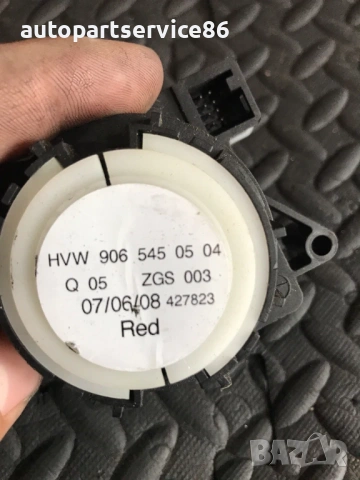 autopartservice86
HVW 906 545 05 04
Q 05 ZGS 003
07/06/08 427823
Red
BAZAR